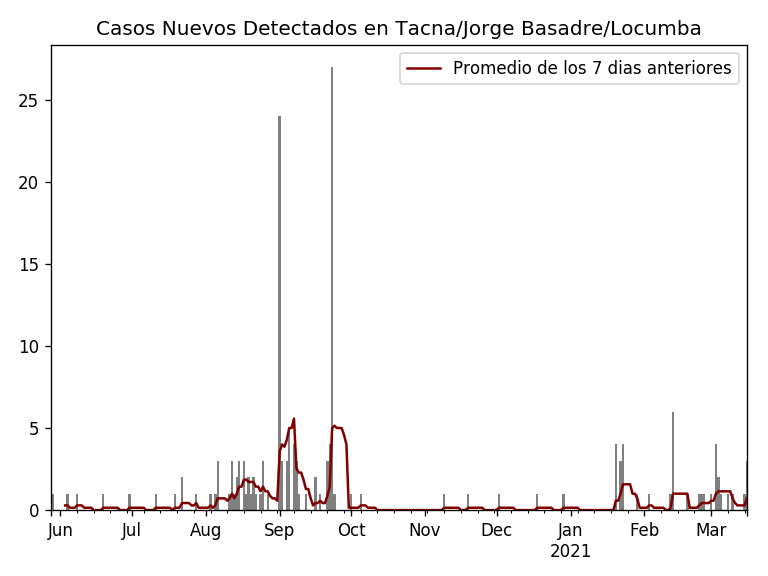 Casos Nuevos Detectados en Tacna/Jorge Basadre/Locumba
Promedio de los 7 dias anteriores
25
20
15
10
5
0
Jun Jul Aug Sep Oct Nov Dec Jan Feb Mar
2021